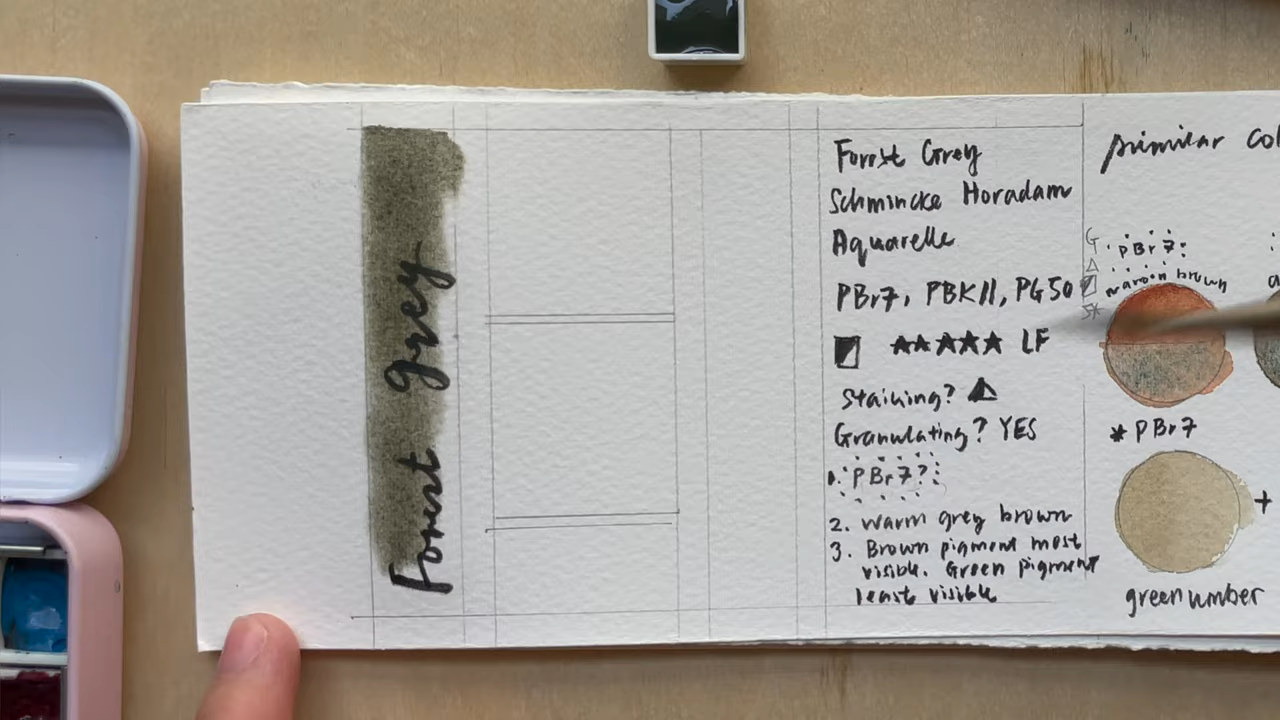 Forest Grey
Forest Grey
Schmincke Horadam
Aquarelle
PBr7, PBK11, PG50
★★★★★ LF
Staining?
Granulating? YES
1. PBr7?
2. warm grey brown
3. Brown pigment most
visible. Green pigment
least visible
similar
G
PBr7:
maroon brown
* PBr7
+
green umber